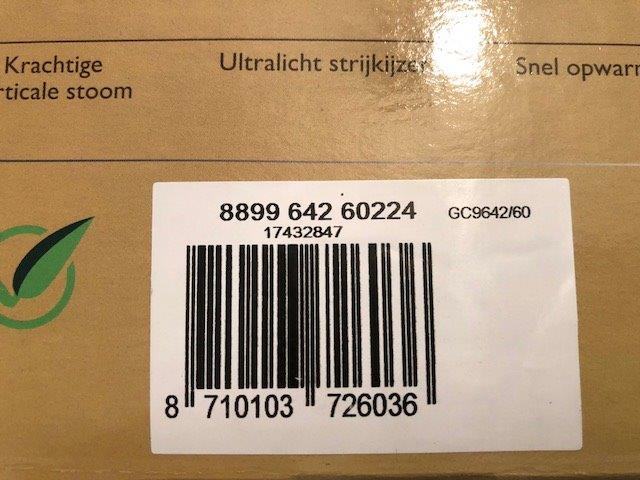 Krachtige
rticale stoom
Ultralicht strijkijzer
Snel opwarm
8899 642 60224
GC9642/60
17432847
8 710103 726036